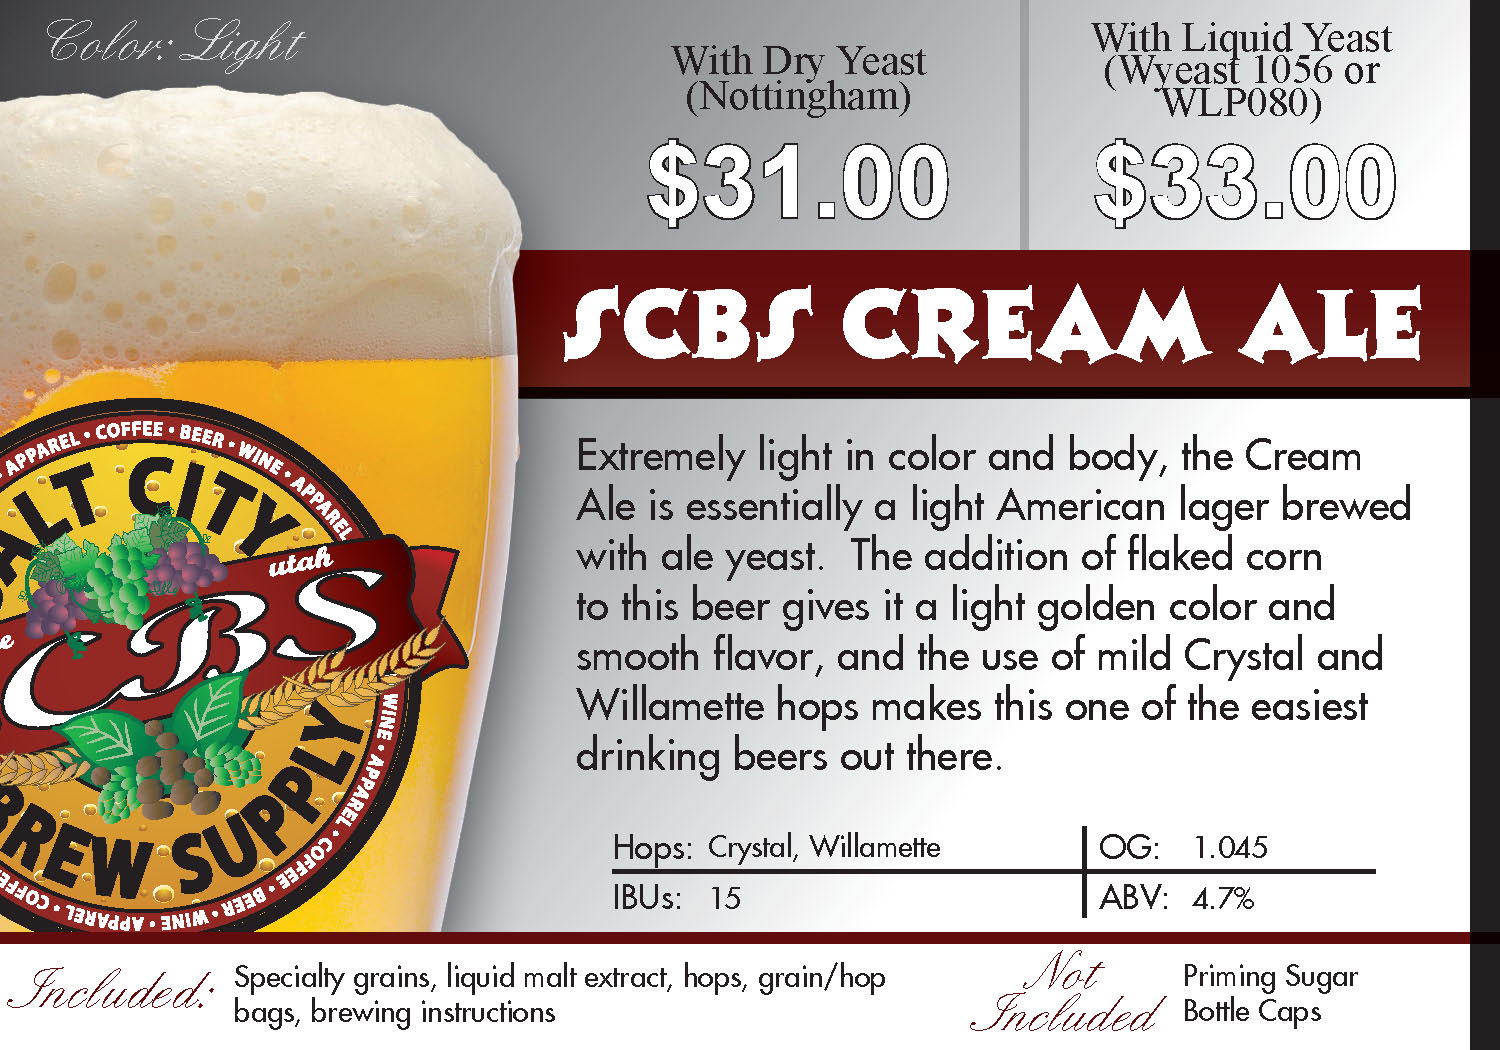 Color: Light
With Dry Yeast
(Nottingham)
$31.00
With Liquid Yeast
(Wyeast 1056 or
WLP080)
$33.00
SCBS CREAM ALE
APPAREL • COFFEE • BEER • WINE • APPAREL
ALT CITY
utah
CBS
BREW SUPPLY
WINE • APPAREL • COFFEE • BEER • WINE • APPAREL • COFFEE
Extremely light in color and body, the Cream
Ale is essentially a light American lager brewed
with ale yeast.  The addition of flaked corn
to this beer gives it a light golden color and
smooth flavor, and the use of mild Crystal and
Willamette hops makes this one of the easiest
drinking beers out there.
Hops: Crystal, Willamette
OG: 1.045
IBUs: 15
ABV: 4.7%
Included: Specialty grains, liquid malt extract, hops, grain/hop
bags, brewing instructions
Not
Included
Priming Sugar
Bottle Caps